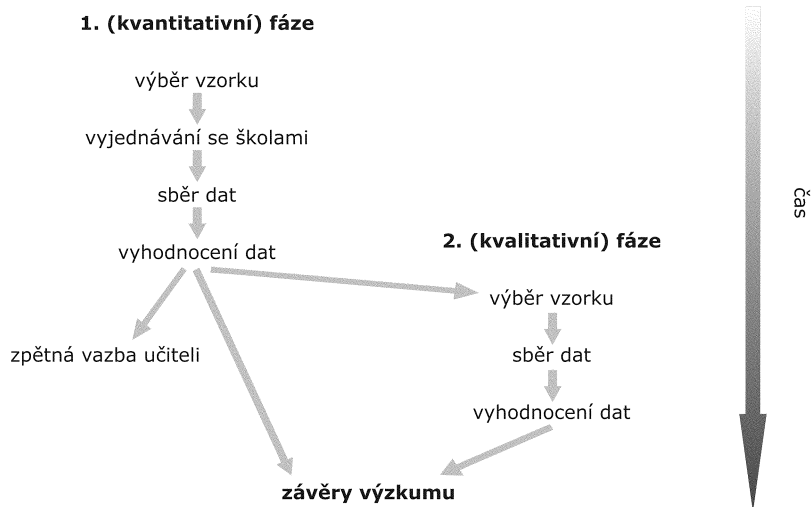 1. (kvantitativní) fáze
výběr vzorku
vyjednávání se školami
sběr dat
vyhodnocení dat
zpětná vazba učiteli
2. (kvalitativní) fáze
výběr vzorku
sběr dat
vyhodnocení dat
závěry výzkumu
čas